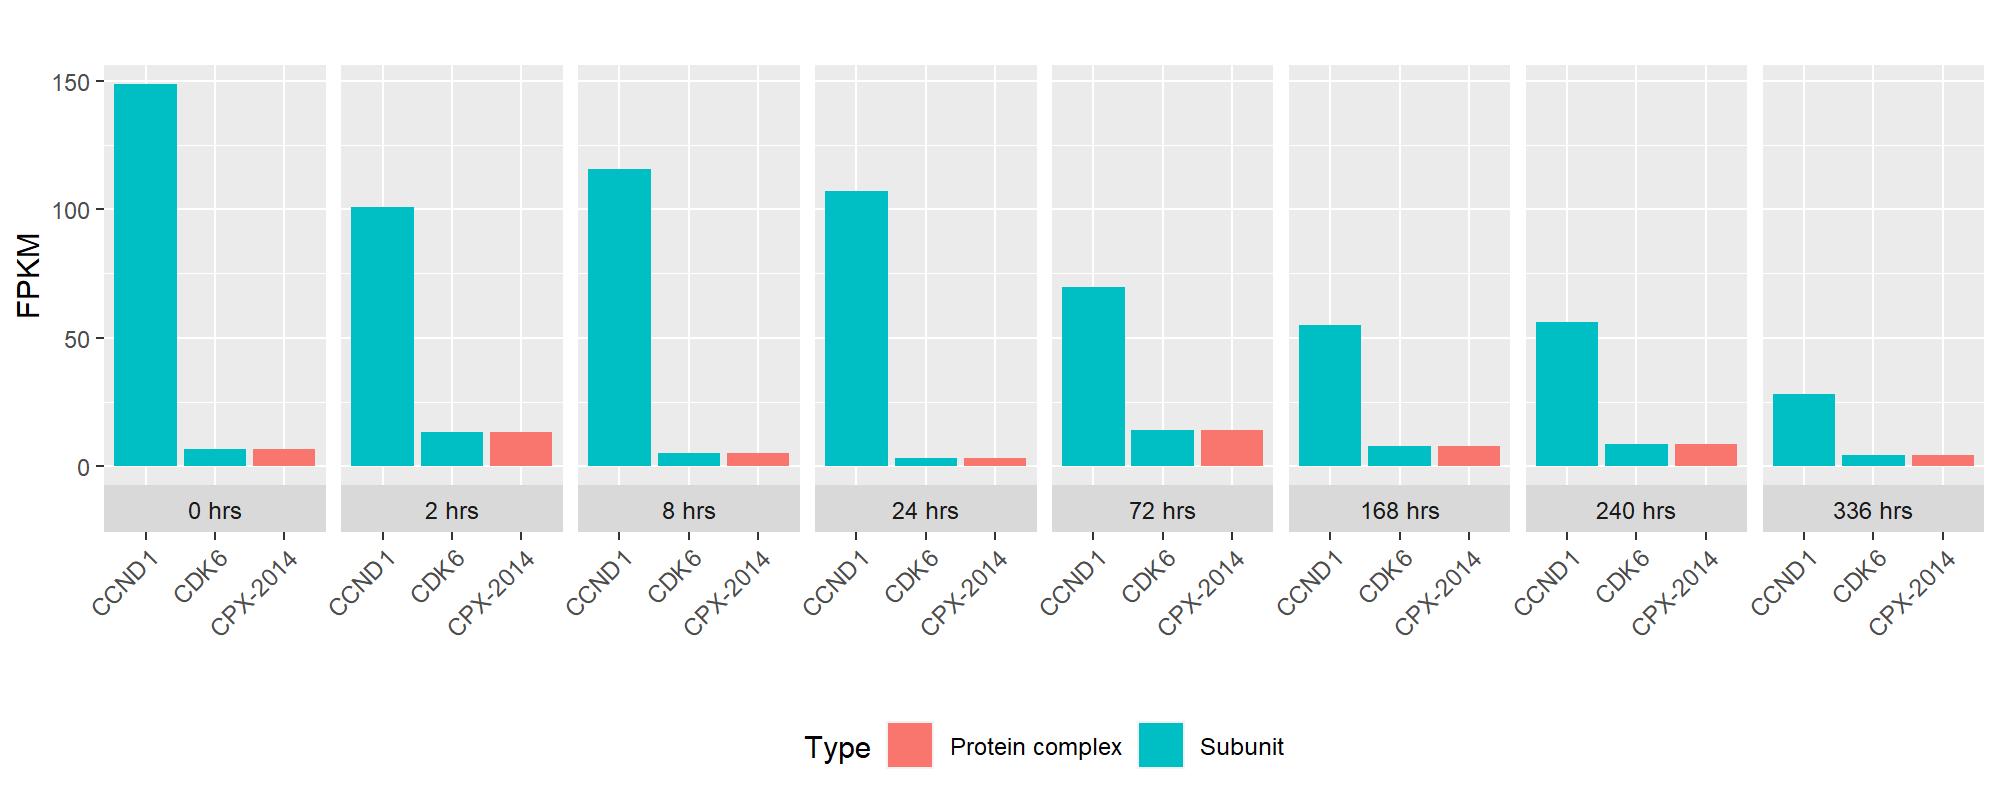 FPKM
150
100
50
0
0 hrs 2 hrs 8 hrs 24 hrs 72 hrs 168 hrs 240 hrs 336 hrs
CCND1 CDK6 CPX-2014 CCND1 CDK6 CPX-2014 CCND1 CDK6 CPX-2014 CCND1 CDK6 CPX-2014 CCND1 CDK6 CPX-2014 CCND1 CDK6 CPX-2014 CCND1 CDK6 CPX-2014 CCND1 CDK6 CPX-2014
Type Protein complex Subunit